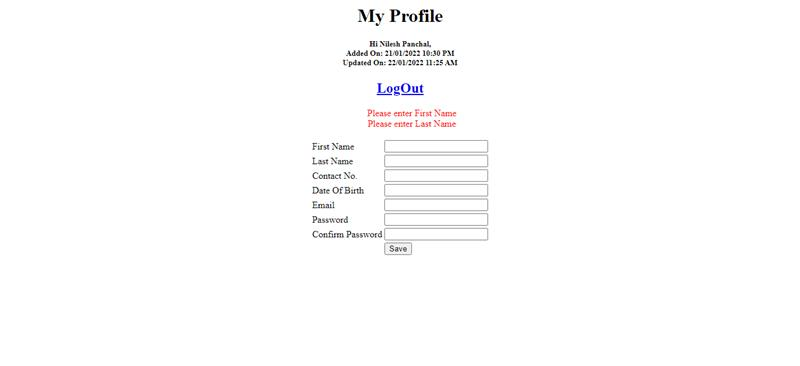 My Profile
Hi Nilesh Panchal,
Added On: 21/01/2022 10:30 PM
Updated On: 22/01/2022 11:25 AM
LogOut
Please enter First Name
Please enter Last Name
First Name
Last Name
Contact No.
Date Of Birth
Email
Password
Confirm Password
Save